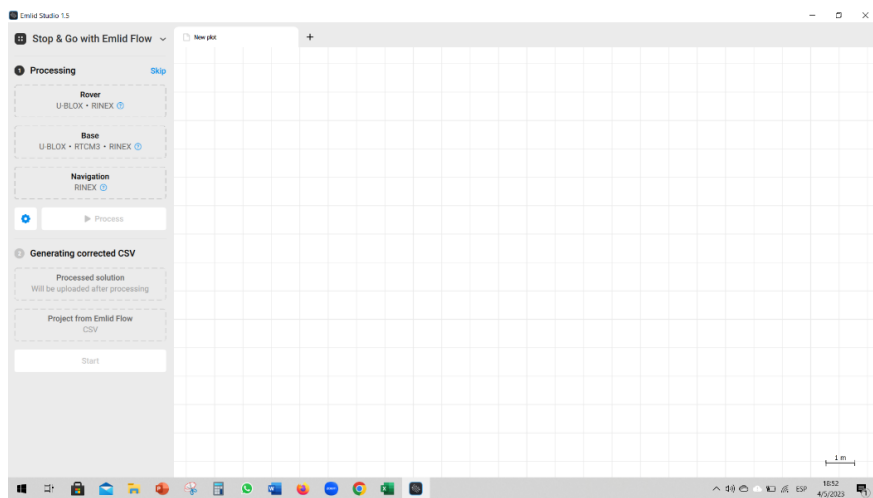 Emlid Studio 1.5
Stop & Go with Emlid Flow
New plot
+
1 Processing Skip
Rover
U-BLOX • RINEX ?
Base
U-BLOX • RTCM3 • RINEX ?
Navigation
RINEX ?
Process
2 Generating corrected CSV
Processed solution
Will be uploaded after processing
Project from Emlid Flow
CSV
Start
1 m
ESP
18:52
4/5/2023